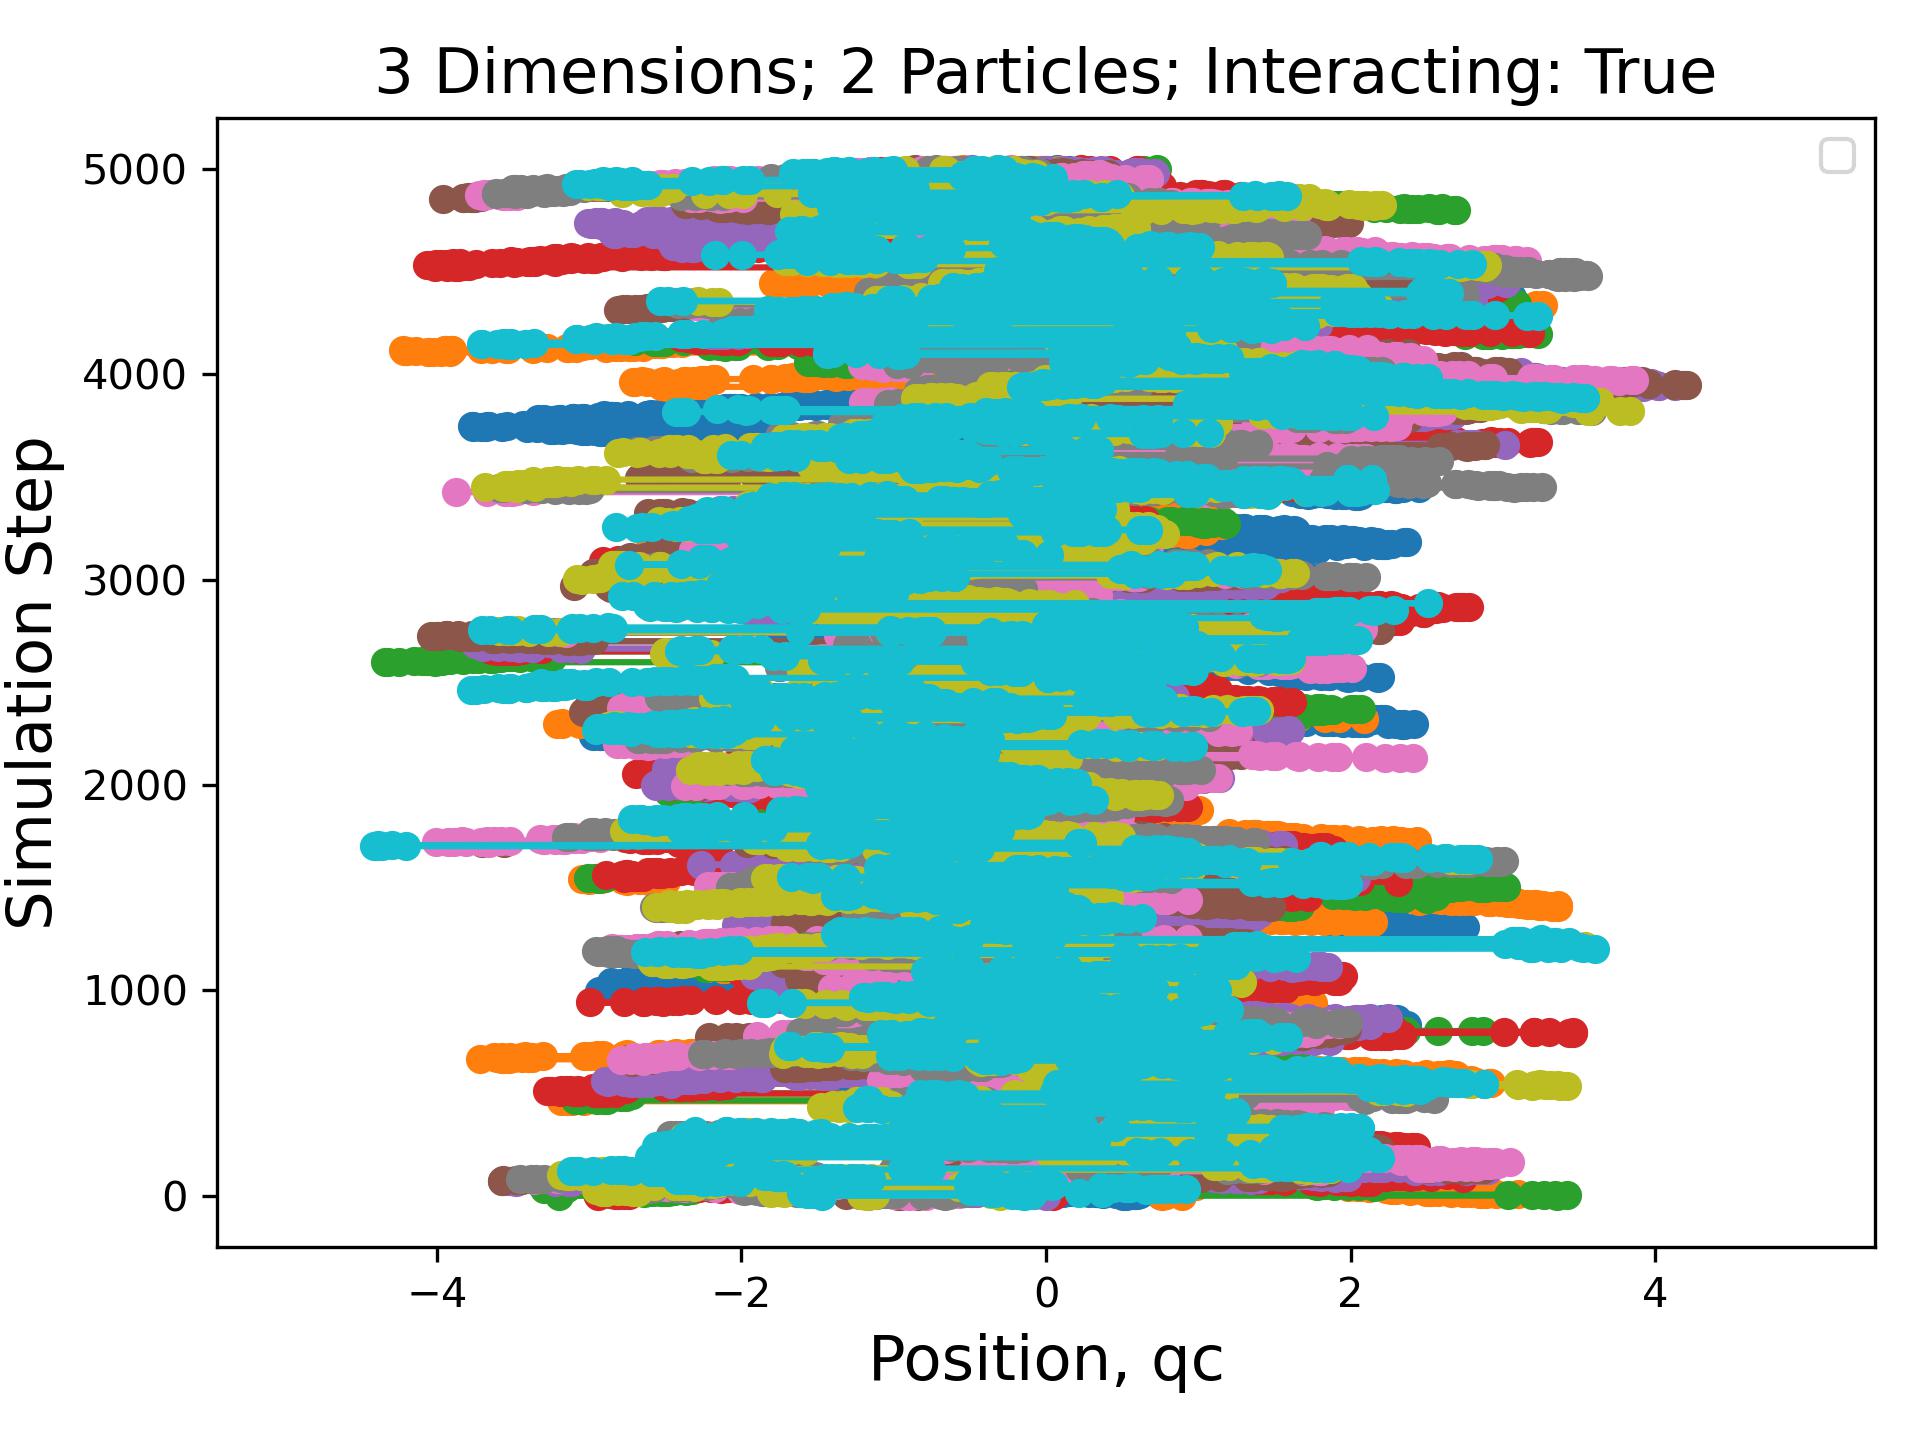 3 Dimensions; 2 Particles; Interacting: True
5000
4000
3000
2000
1000
0
Simulation Step
−4 −2 0 2 4
Position, qc